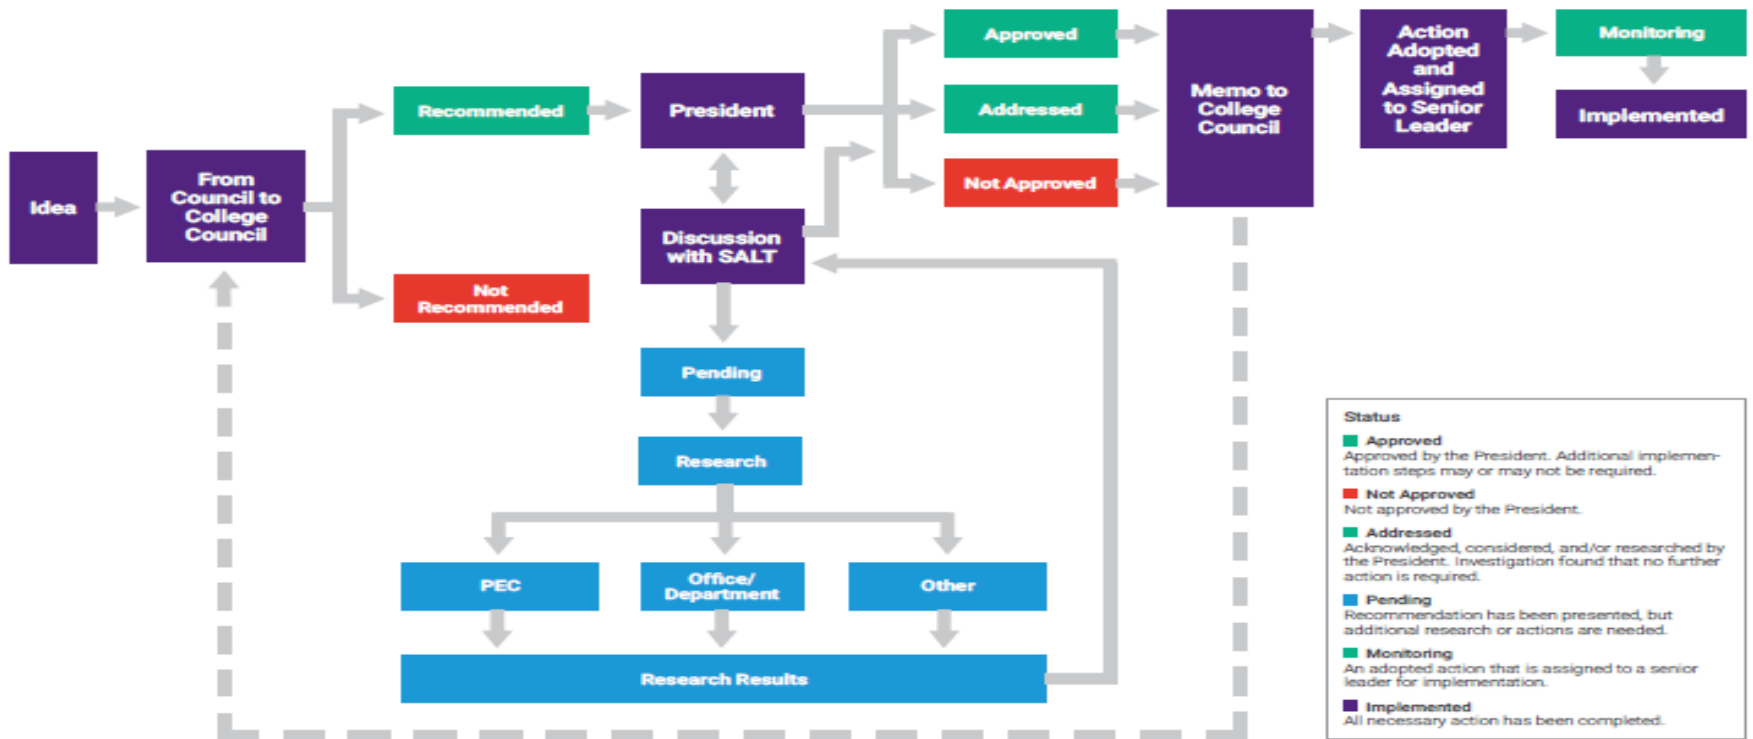 Idea
From
Council to
College
Council
Recommended
Not
Recommended
President
Discussion
with SALT
Pending
Research
PEC
Office/
Department
Other
Research Results
Approved
Addressed
Not Approved
Memo to
College
Council
Action
Adopted
and
Assigned
to Senior
Leader
Monitoring
Implemented
Status
Approved
Approved by the President. Additional implemen-
tation steps may or may not be required.
Not Approved
Not approved by the President.
Addressed
Acknowledged, considered, and/or researched by
the President. Investigation found that no further
action is required.
Pending
Recommendation has been presented, but
additional research or actions are needed.
Monitoring
An adopted action that is assigned to a senior
leader for implementation.
Implemented
All necessary action has been completed.